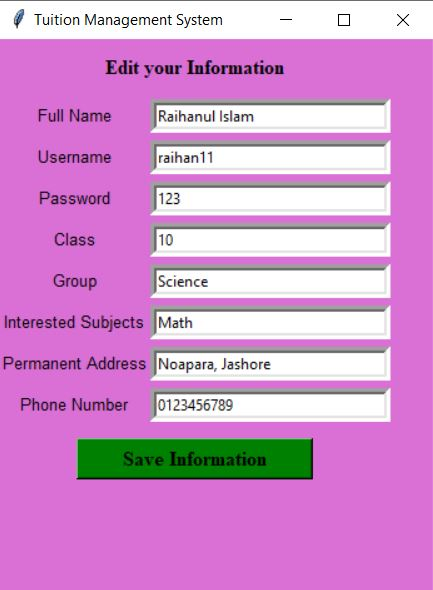 Tuition Management System
Edit your Information
Full Name Raihanul Islam
Username raihan11
Password 123
Class 10
Group Science
Interested Subjects Math
Permanent Address Noapara, Jashore
Phone Number 0123456789
Save Information